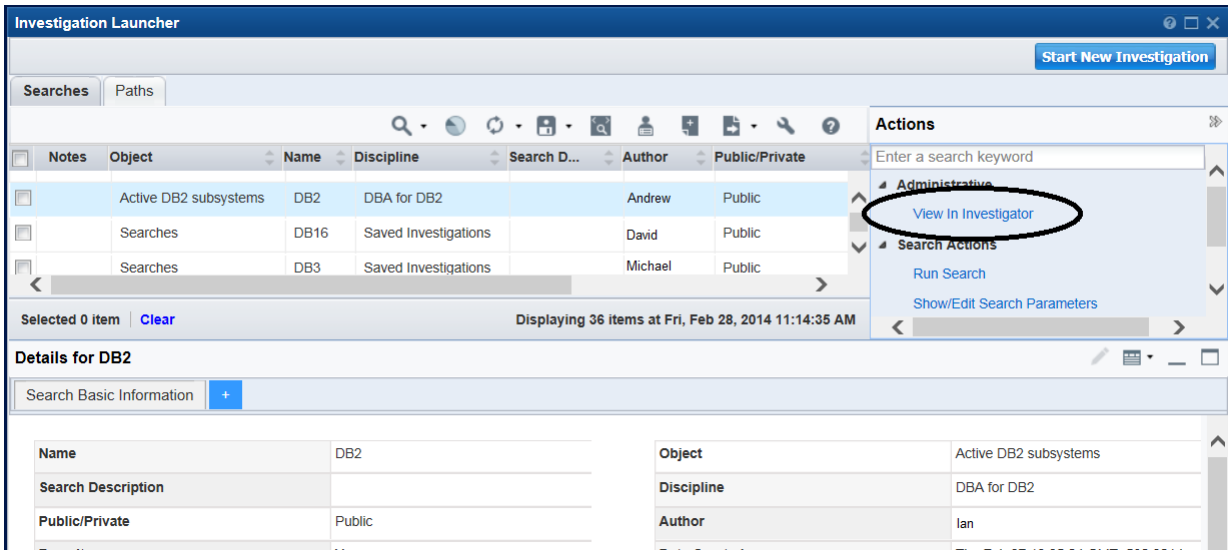 Investigation Launcher
Start New Investigation
Searches Paths
Actions
Notes Object Name Discipline Search D... Author Public/Private
Enter a search keyword
Administrative
Active DB2 subsystems DB2 DBA for DB2 Andrew Public
View In Investigator
Searches DB16 Saved Investigations David Public
Search Actions
Searches DB3 Saved Investigations Michael Public
Run Search
Show/Edit Search Parameters
Selected 0 item Clear Displaying 36 items at Fri, Feb 28, 2014 11:14:35 AM
Details for DB2
Search Basic Information +
Name DB2 Object Active DB2 subsystems
Search Description Discipline DBA for DB2
Public/Private Public Author Ian